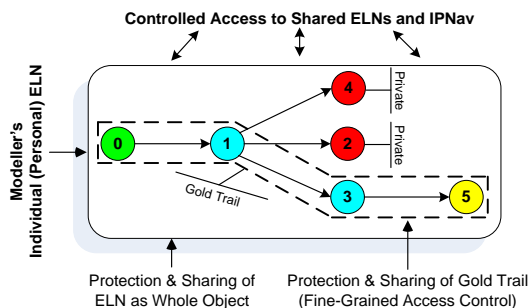 Controlled Access to Shared ELNs and IPNav
Modeller's
Individual (Personal) ELN
4
Private
0
1
2
Private
Gold Trail
3
5
Protection & Sharing of
ELN as Whole Object
Protection & Sharing of Gold Trail
(Fine-Grained Access Control)